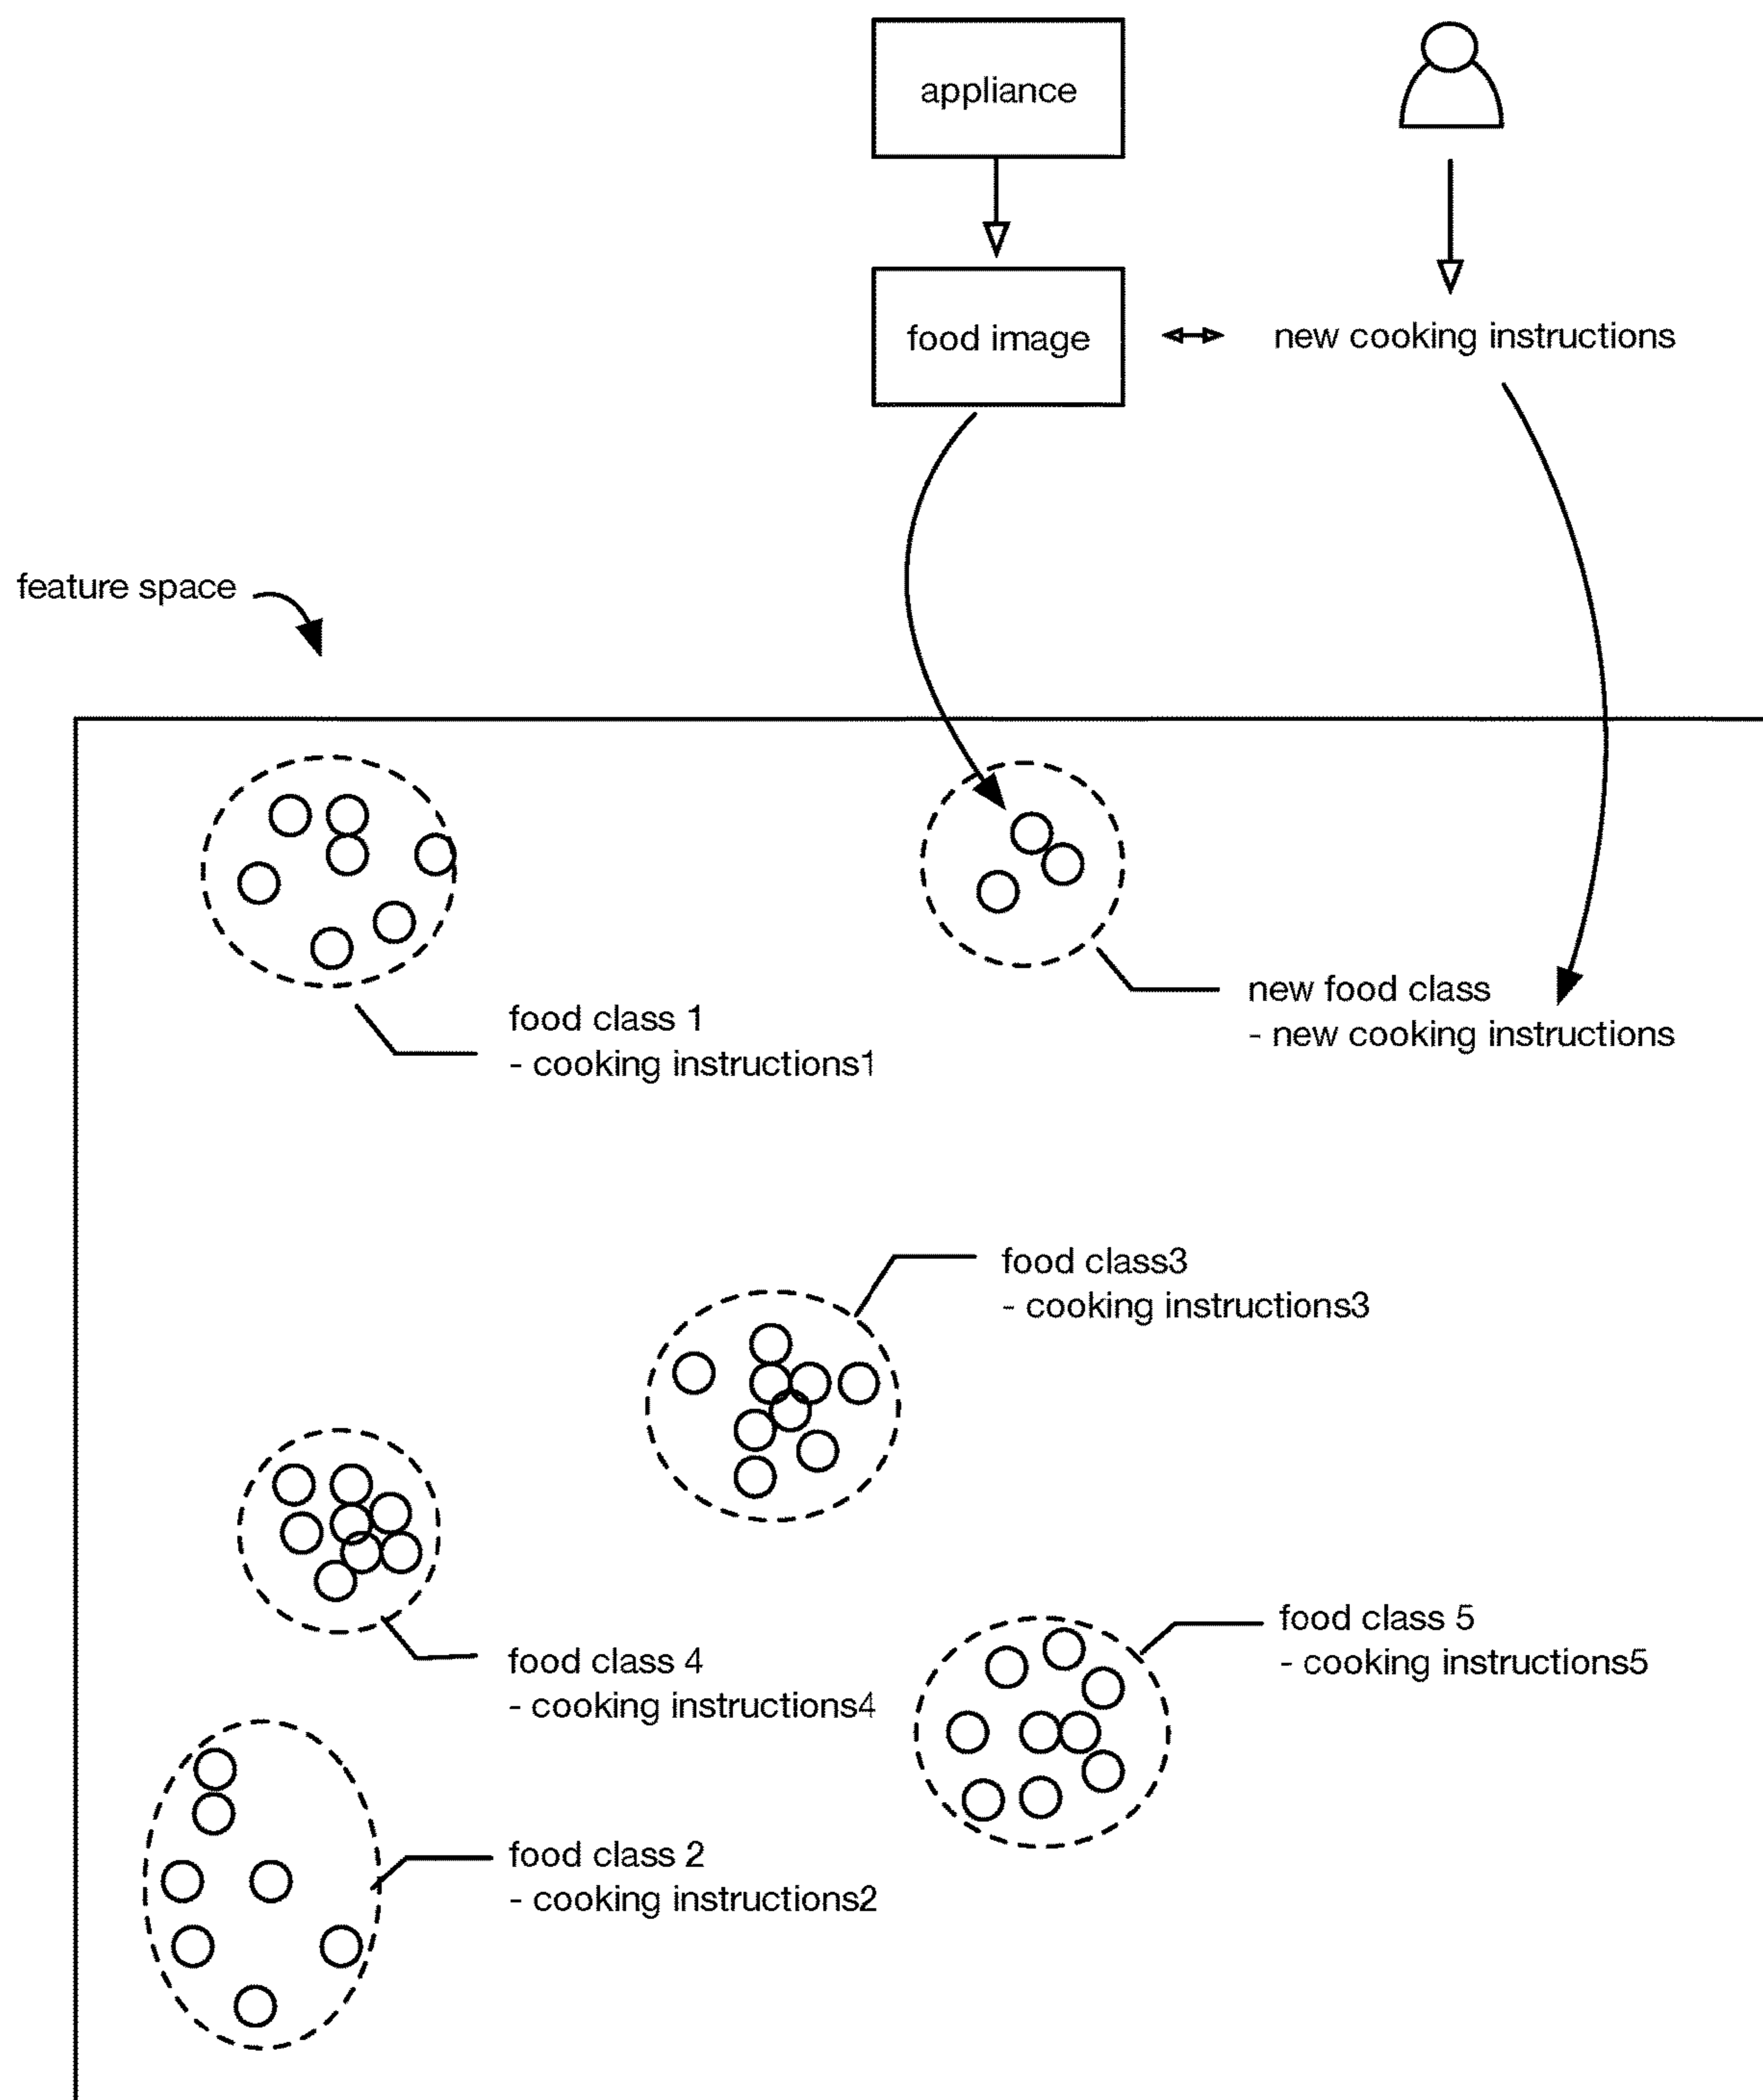 appliance
food image
new cooking instructions
feature space
new food class
- new cooking instructions
food class 1
- cooking instructions1
food class3
- cooking instructions3
food class 4
- cooking instructions4
food class 5
- cooking instructions5
food class 2
- cooking instructions2